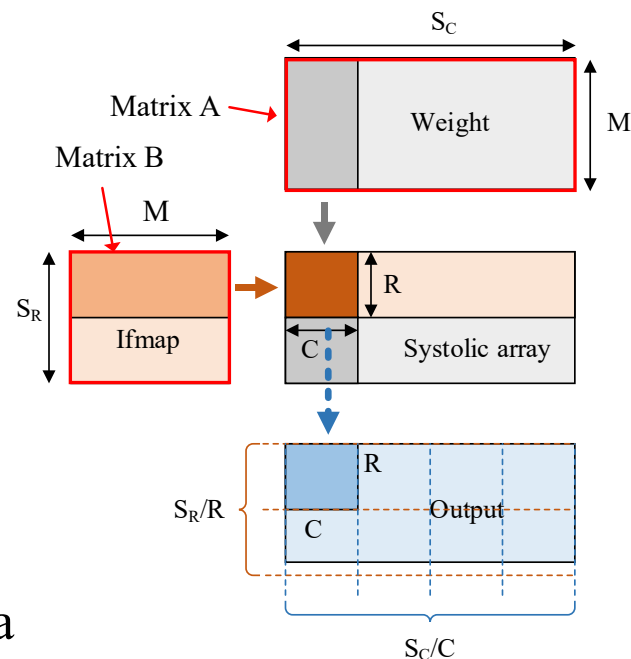 S_C
Matrix A
Weight
M
Matrix B
M
S_R
R
Ifmap
C
Systolic array
R
S_R/R
Output
C
a
S_C/C